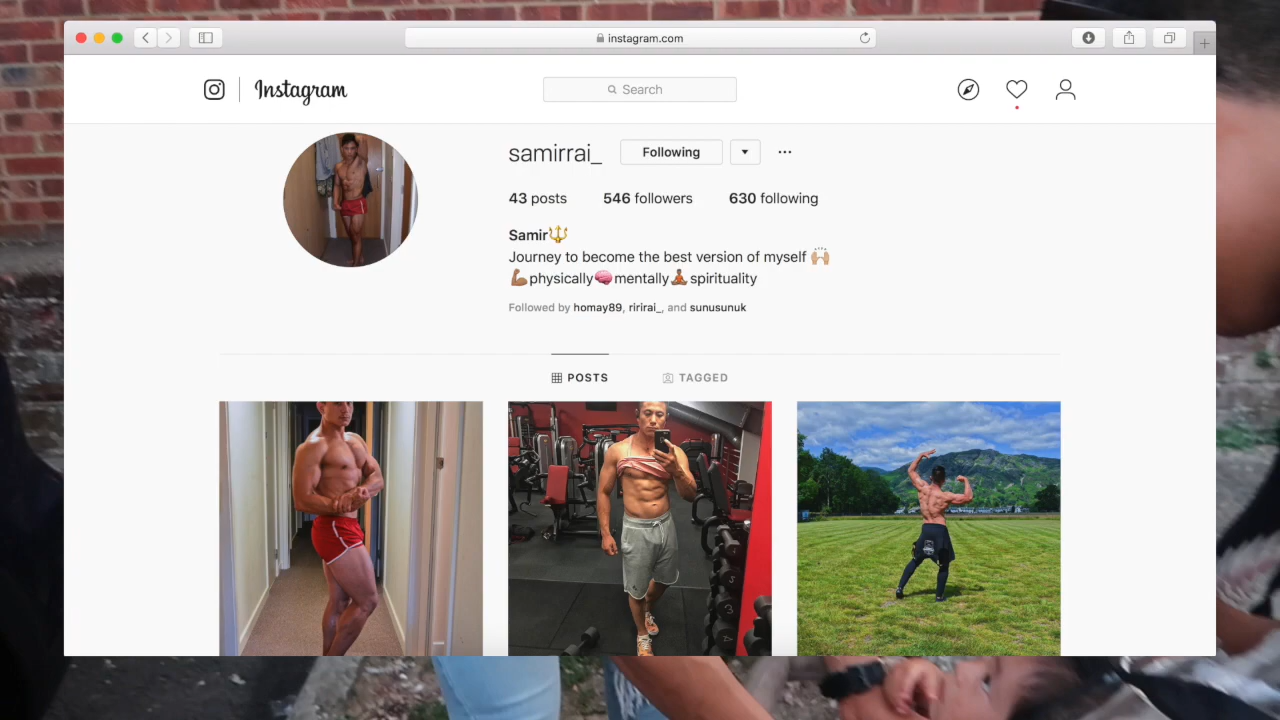 instagram.com
Instagram
Search
samirrai_ Following
43 posts 546 followers 630 following
Samir🔱
Journey to become the best version of myself 🙌🏼
💪🏽physically🧠mentally🧘🏽spirituality
Followed by homay89, ririrai_, and sunusunuk
POSTS TAGGED